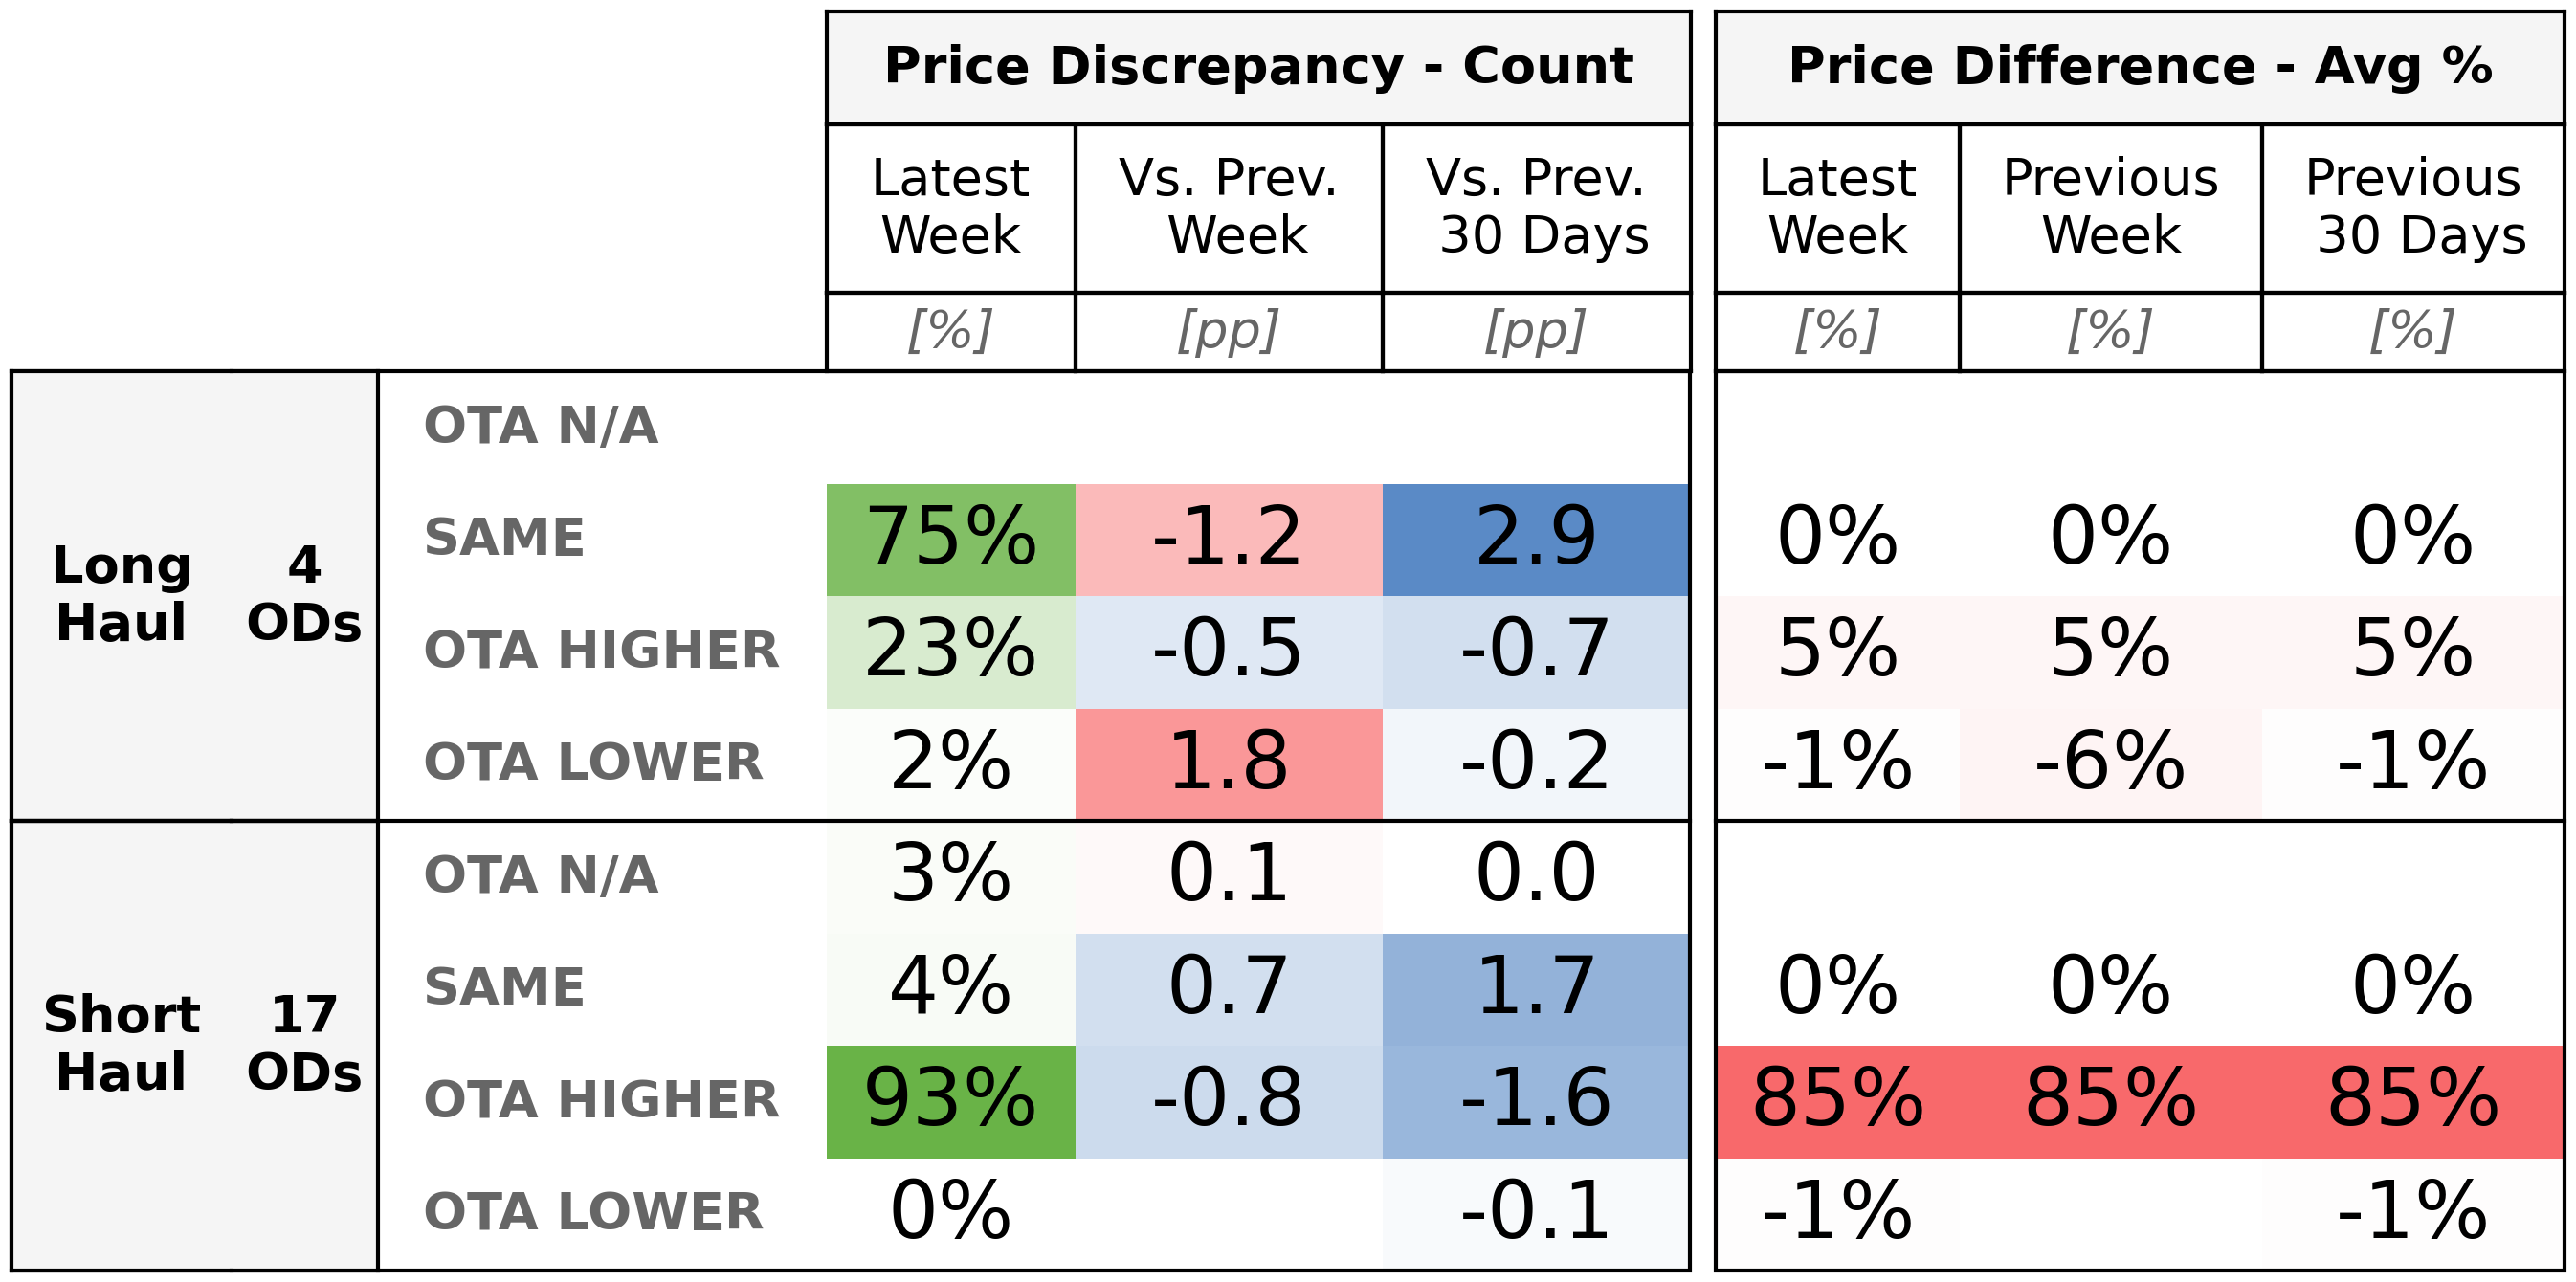 Price Discrepancy - Count Price Difference - Avg %
Latest Week Vs. Prev. Week Vs. Prev. 30 Days Latest Week Previous Week Previous 30 Days
[%] [pp] [pp] [%] [%] [%]
Long Haul 4 ODs
OTA N/A
SAME 75% -1.2 2.9 0% 0% 0%
OTA HIGHER 23% -0.5 -0.7 5% 5% 5%
OTA LOWER 2% 1.8 -0.2 -1% -6% -1%
Short Haul 17 ODs
OTA N/A 3% 0.1 0.0
SAME 4% 0.7 1.7 0% 0% 0%
OTA HIGHER 93% -0.8 -1.6 85% 85% 85%
OTA LOWER 0% -0.1 -1% -1%